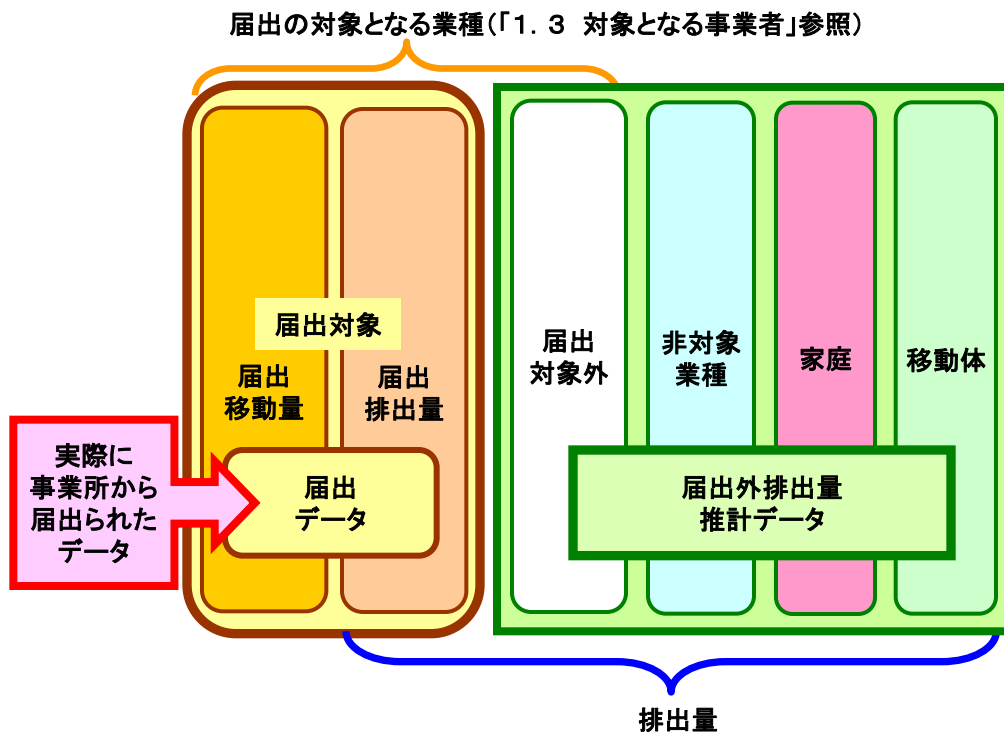 届出の対象となる業種(「1．3 対象となる事業者」参照)
届出対象
届出
移動量
届出
排出量
届出
対象外
非対象
業種
家庭
移動体
実際に
事業所から
届出られた
データ
届出
データ
届出外排出量
推計データ
排出量